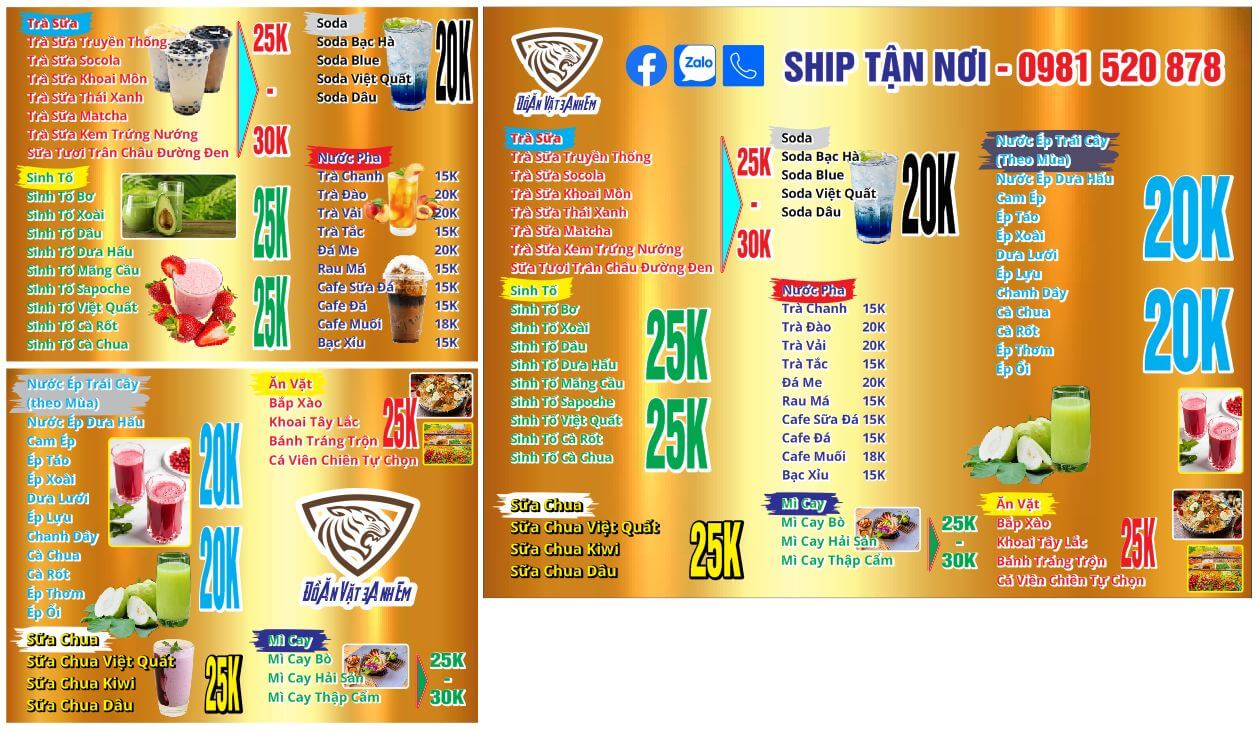 Trà Sữa
Trà Sữa Truyền Thống
Trà Sữa Socola
Trà Sữa Khoai Môn
Trà Sữa Thái Xanh
Trà Sữa Matcha
Trà Sữa Kem Trứng Nướng
Sữa Tươi Trân Châu Đường Đen
25K
-
30K
Soda
Soda Bạc Hà
Soda Blue
Soda Việt Quất
Soda Dâu
20K
Sinh Tố
Sinh Tố Bơ
Sinh Tố Xoài
Sinh Tố Dâu
Sinh Tố Dưa Hấu
Sinh Tố Mãng Cầu
Sinh Tố Sapoche
Sinh Tố Việt Quất
Sinh Tố Cà Rốt
Sinh Tố Cà Chua
25K
25K
Nước Pha
Trà Chanh 15K
Trà Đào 20K
Trà Vải 20K
Trà Tắc 15K
Đá Me 20K
Rau Má 15K
Cafe Sữa Đá 15K
Cafe Đá 15K
Cafe Muối 18K
Bạc Xỉu 15K
Nước Ép Trái Cây
(theo Mùa)
Nước Ép Dưa Hấu
Cam Ép
Ép Táo
Ép Xoài
Dưa Lưới
Ép Lựu
Chanh Dây
Cà Chua
Cà Rốt
Ép Thơm
Ép Ổi
20K
20K
Ăn Vặt
Bắp Xào
Khoai Tây Lắc
Bánh Tráng Trộn
Cá Viên Chiên Tự Chọn
25K
Đồ Ăn Vặt 3 Anh Em
Sữa Chua
Sữa Chua Việt Quất
Sữa Chua Kiwi
Sữa Chua Dâu
25K
Mì Cay
Mì Cay Bò
Mì Cay Hải Sản
Mì Cay Thập Cẩm
25K
-
30K
Đồ Ăn Vặt 3 Anh Em
Zalo
SHIP TẬN NƠI - 0981 520 878
Trà Sữa
Trà Sữa Truyền Thống
Trà Sữa Socola
Trà Sữa Khoai Môn
Trà Sữa Thái Xanh
Trà Sữa Matcha
Trà Sữa Kem Trứng Nướng
Sữa Tươi Trân Châu Đường Đen
25K
-
30K
Soda
Soda Bạc Hà
Soda Blue
Soda Việt Quất
Soda Dâu
20K
Nước Ép Trái Cây
(Theo Mùa)
Nước Ép Dưa Hấu
Cam Ép
Ép Táo
Ép Xoài
Dưa Lưới
Ép Lựu
Chanh Dây
Cà Chua
Cà Rốt
Ép Thơm
Ép Ổi
20K
20K
Sinh Tố
Sinh Tố Bơ
Sinh Tố Xoài
Sinh Tố Dâu
Sinh Tố Dưa Hấu
Sinh Tố Mãng Cầu
Sinh Tố Sapoche
Sinh Tố Việt Quất
Sinh Tố Cà Rốt
Sinh Tố Cà Chua
25K
25K
Nước Pha
Trà Chanh 15K
Trà Đào 20K
Trà Vải 20K
Trà Tắc 15K
Đá Me 20K
Rau Má 15K
Cafe Sữa Đá 15K
Cafe Đá 15K
Cafe Muối 18K
Bạc Xỉu 15K
Sữa Chua
Sữa Chua Việt Quất
Sữa Chua Kiwi
Sữa Chua Dâu
25K
Mì Cay
Mì Cay Bò
Mì Cay Hải Sản
Mì Cay Thập Cẩm
25K
-
30K
Ăn Vặt
Bắp Xào
Khoai Tây Lắc
Bánh Tráng Trộn
Cá Viên Chiên Tự Chọn
25K